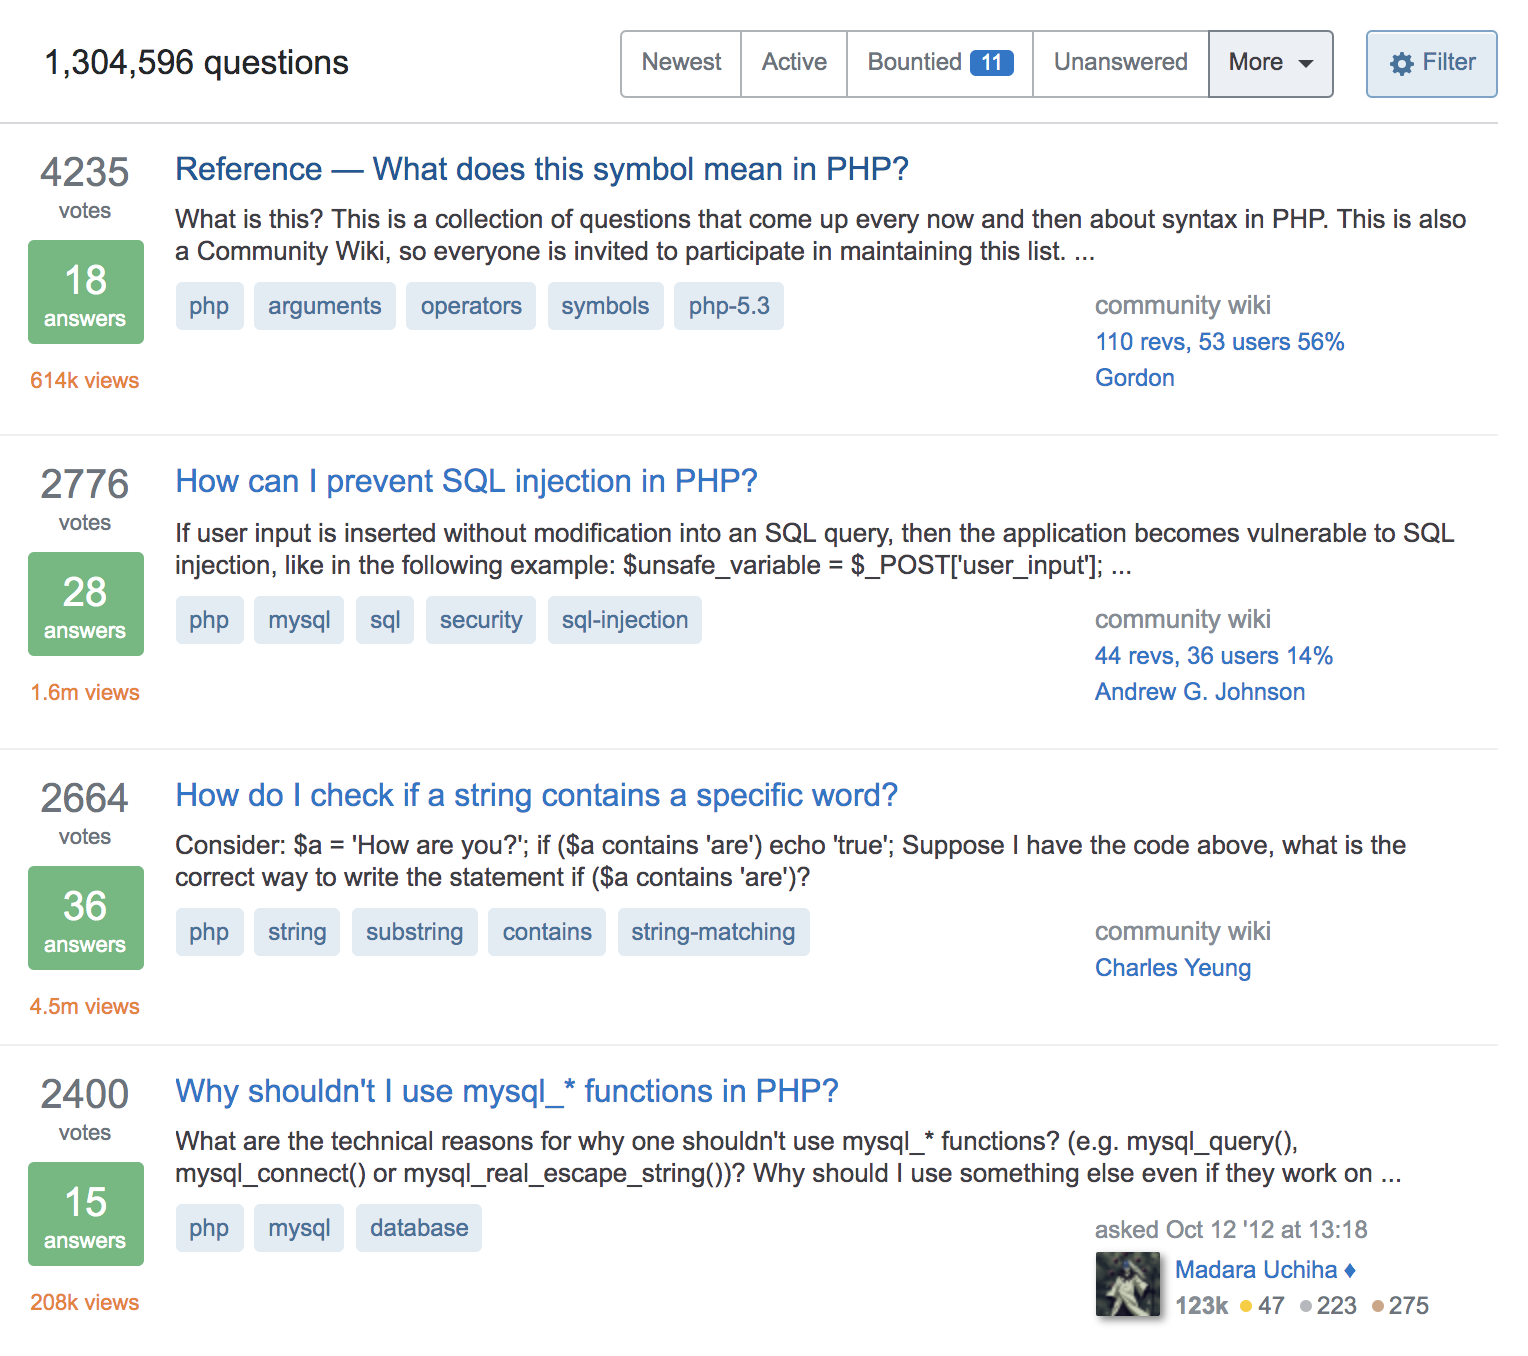 1,304,596 questions
Newest
Active
Bountied 11
Unanswered
More
Filter
4235
votes
18
answers
614k views
Reference — What does this symbol mean in PHP?
What is this? This is a collection of questions that come up every now and then about syntax in PHP. This is also
a Community Wiki, so everyone is invited to participate in maintaining this list. ...
php arguments operators symbols php-5.3
community wiki
110 revs, 53 users 56%
Gordon
2776
votes
28
answers
1.6m views
How can I prevent SQL injection in PHP?
If user input is inserted without modification into an SQL query, then the application becomes vulnerable to SQL
injection, like in the following example: $unsafe_variable = $_POST['user_input']; ...
php mysql sql security sql-injection
community wiki
44 revs, 36 users 14%
Andrew G. Johnson
2664
votes
36
answers
4.5m views
How do I check if a string contains a specific word?
Consider: $a = 'How are you?'; if ($a contains 'are') echo 'true'; Suppose I have the code above, what is the
correct way to write the statement if ($a contains 'are')?
php string substring contains string-matching
community wiki
Charles Yeung
2400
votes
15
answers
208k views
Why shouldn't I use mysql_* functions in PHP?
What are the technical reasons for why one shouldn't use mysql_* functions? (e.g. mysql_query(),
mysql_connect() or mysql_real_escape_string())? Why should I use something else even if they work on ...
php mysql database
asked Oct 12 '12 at 13:18
Madara Uchiha ♦
123k 47 223 275